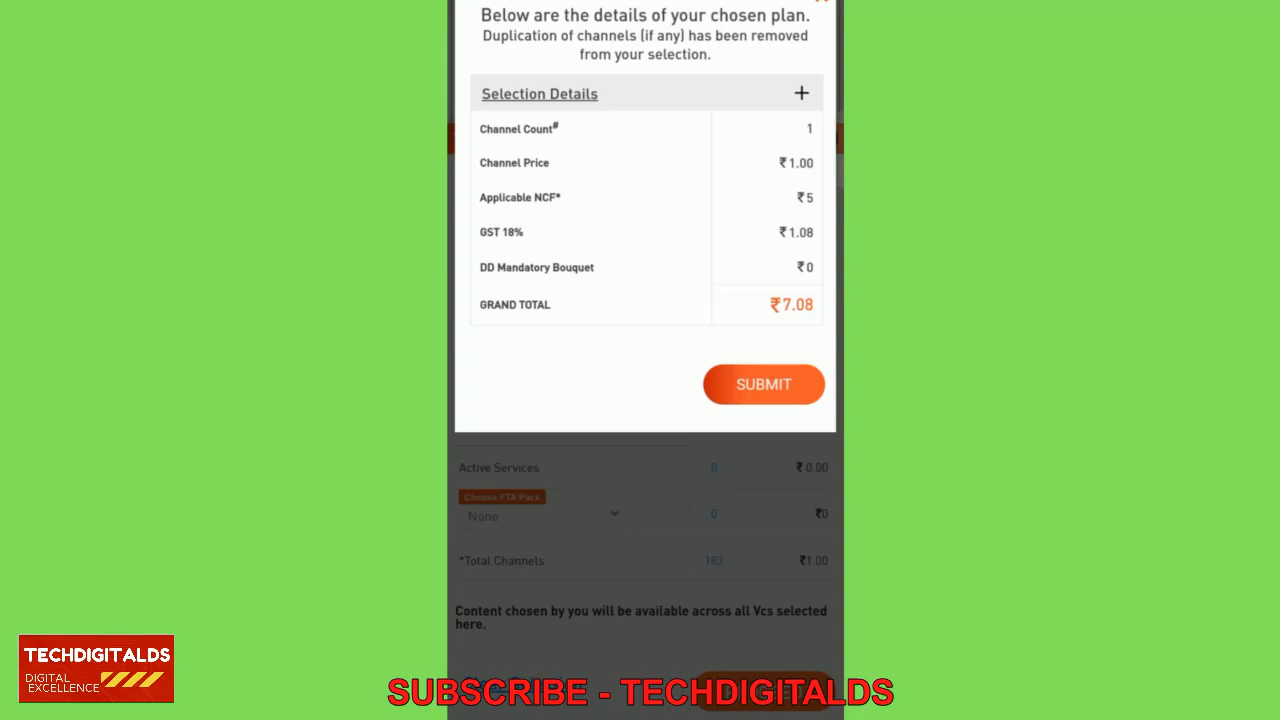 Below are the details of your chosen plan.
Duplication of channels (if any) has been removed
from your selection.
Selection Details +
Channel Count# 1
Channel Price ₹1.00
Applicable NCF* ₹5
GST 18% ₹1.08
DD Mandatory Bouquet ₹0
GRAND TOTAL ₹7.08
SUBMIT
Active Services 0 ₹0.00
Choose FTA Pack
None 0 ₹0
*Total Channels 163 ₹1.00
Content chosen by you will be available across all Vcs selected
here.
TECHDIGITALDS
DIGITAL
EXCELLENCE
SUBSCRIBE - TECHDIGITALDS